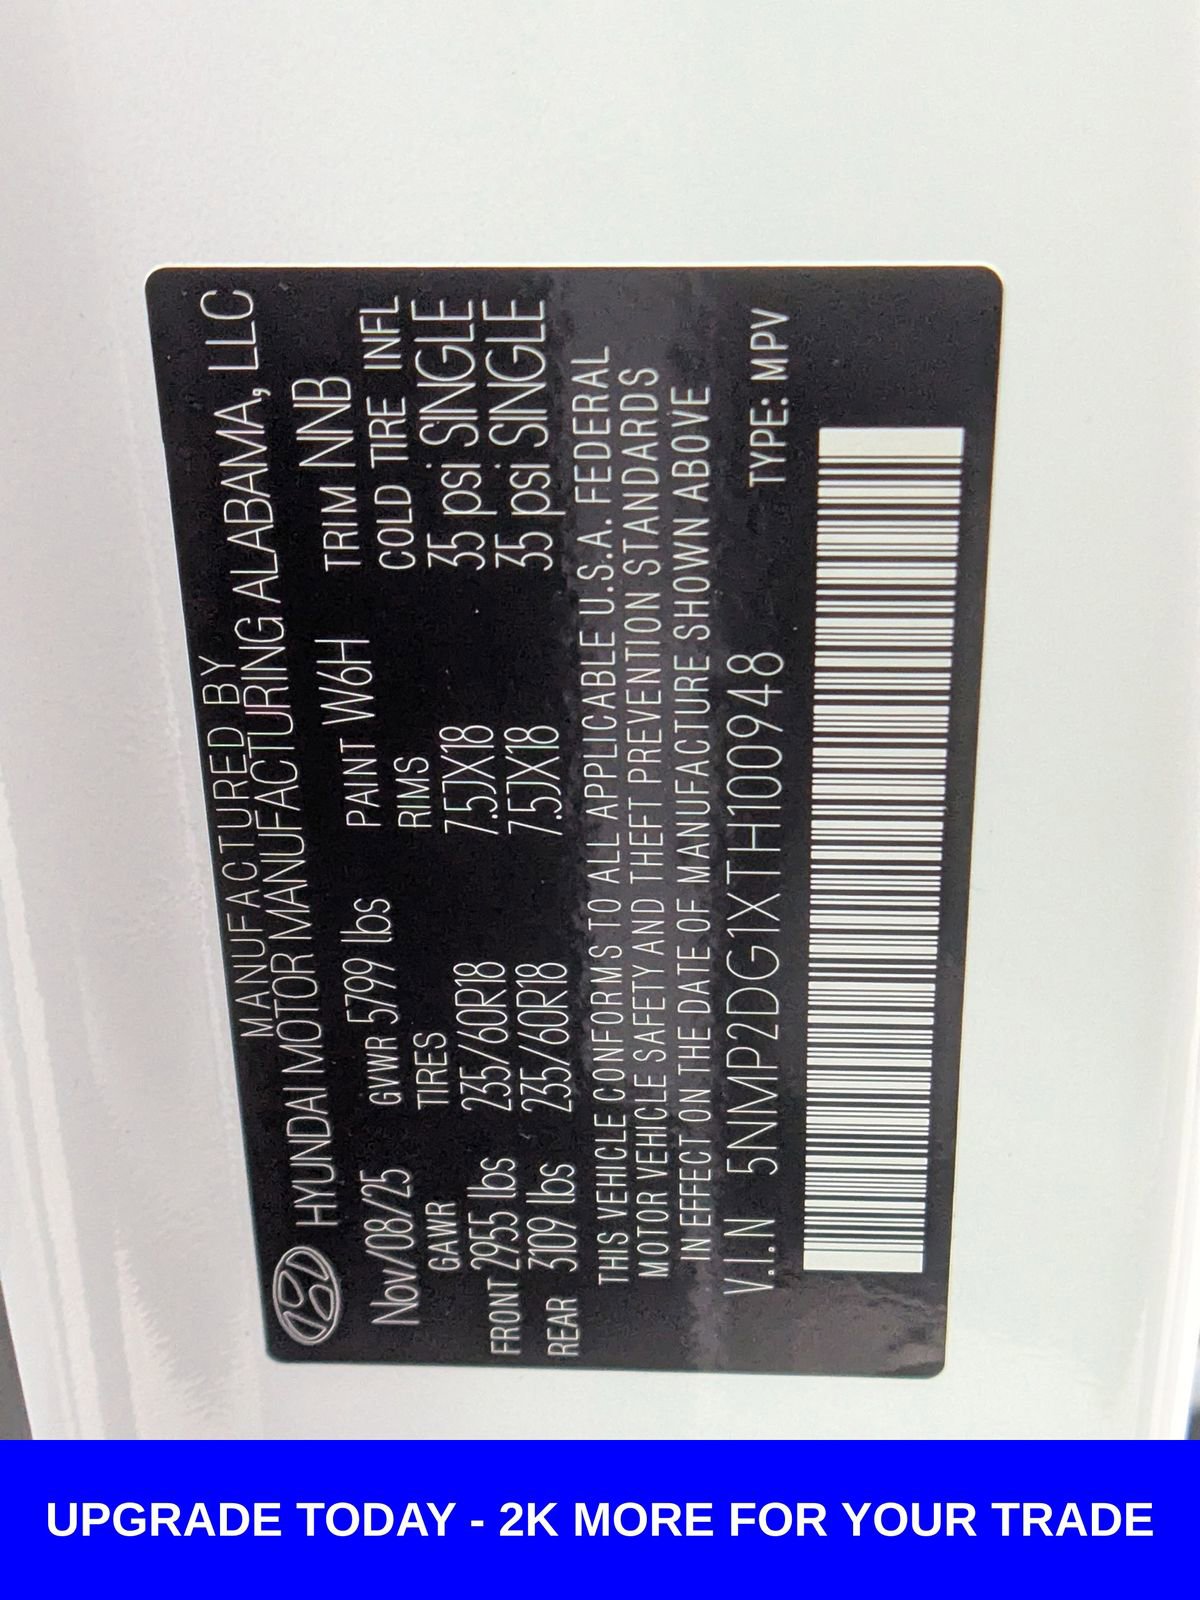 MANUFACTURED BY
HYUNDAI MOTOR MANUFACTURING ALABAMA, LLC
Nov/08/25 GVWR 5799 lbs PAINT W6H TRIM NNB
GAWR TIRES RIMS COLD TIRE INFL
FRONT 2955 lbs 235/60R18 7.5JX18 35 psi SINGLE
REAR 3109 lbs 235/60R18 7.5JX18 35 psi SINGLE
THIS VEHICLE CONFORMS TO ALL APPLICABLE U.S.A. FEDERAL
MOTOR VEHICLE SAFETY AND THEFT PREVENTION STANDARDS
IN EFFECT ON THE DATE OF MANUFACTURE SHOWN ABOVE
V.I.N 5NMP2DG1XTH100948 TYPE: MPV
UPGRADE TODAY - 2K MORE FOR YOUR TRADE